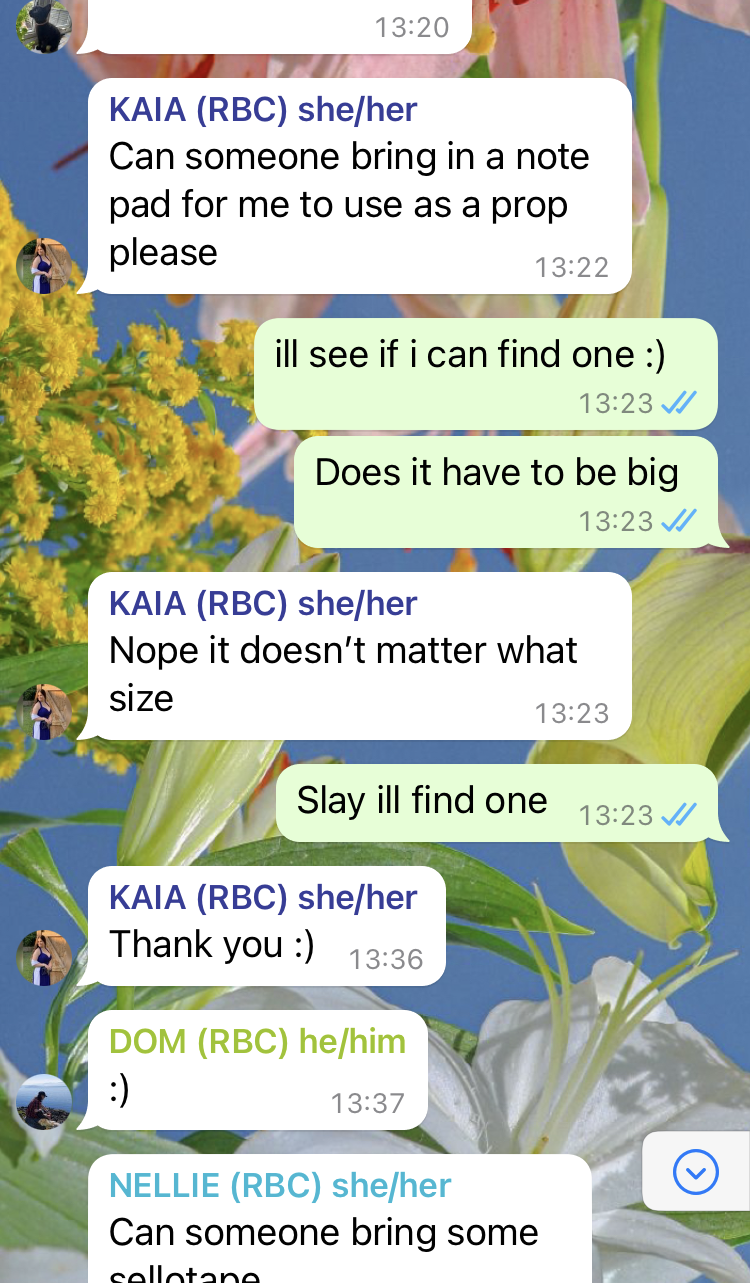 13:20
KAIA (RBC) she/her
Can someone bring in a note
pad for me to use as a prop
please
13:22
ill see if i can find one :)
13:23
Does it have to be big
13:23
KAIA (RBC) she/her
Nope it doesn’t matter what
size
13:23
Slay ill find one 13:23
KAIA (RBC) she/her
Thank you :) 13:36
DOM (RBC) he/him
:)
13:37
NELLIE (RBC) she/her
Can someone bring some
sellotape